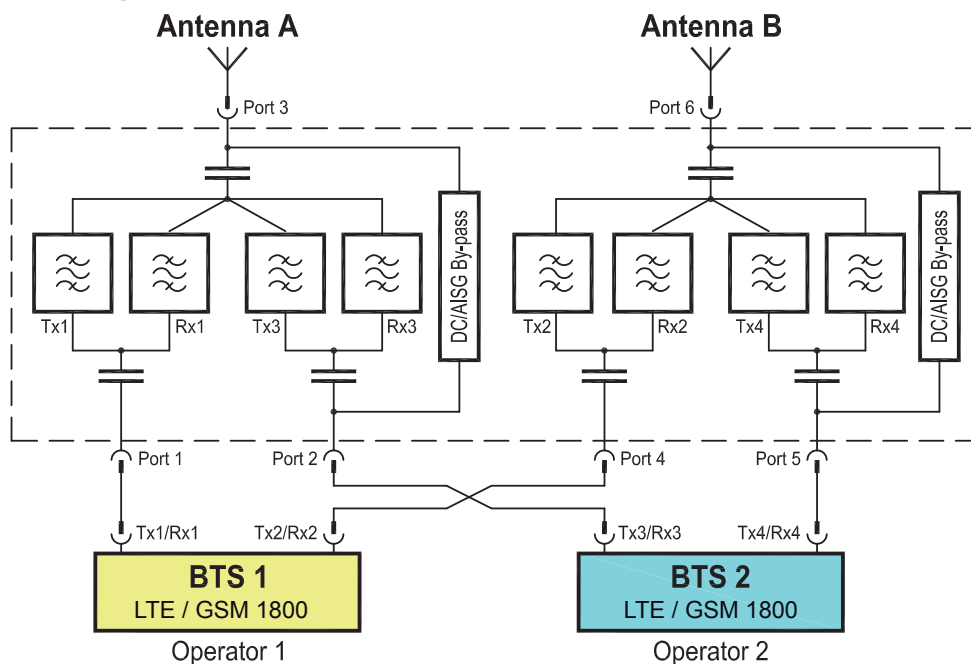 Antenna A
Antenna B
Port 3
Port 6
DC/AISG By-pass
DC/AISG By-pass
Tx1
Rx1
Tx3
Rx3
Tx2
Rx2
Tx4
Rx4
Port 1
Port 2
Port 4
Port 5
Tx1/Rx1
Tx2/Rx2
Tx3/Rx3
Tx4/Rx4
BTS 1
LTE / GSM 1800
BTS 2
LTE / GSM 1800
Operator 1
Operator 2